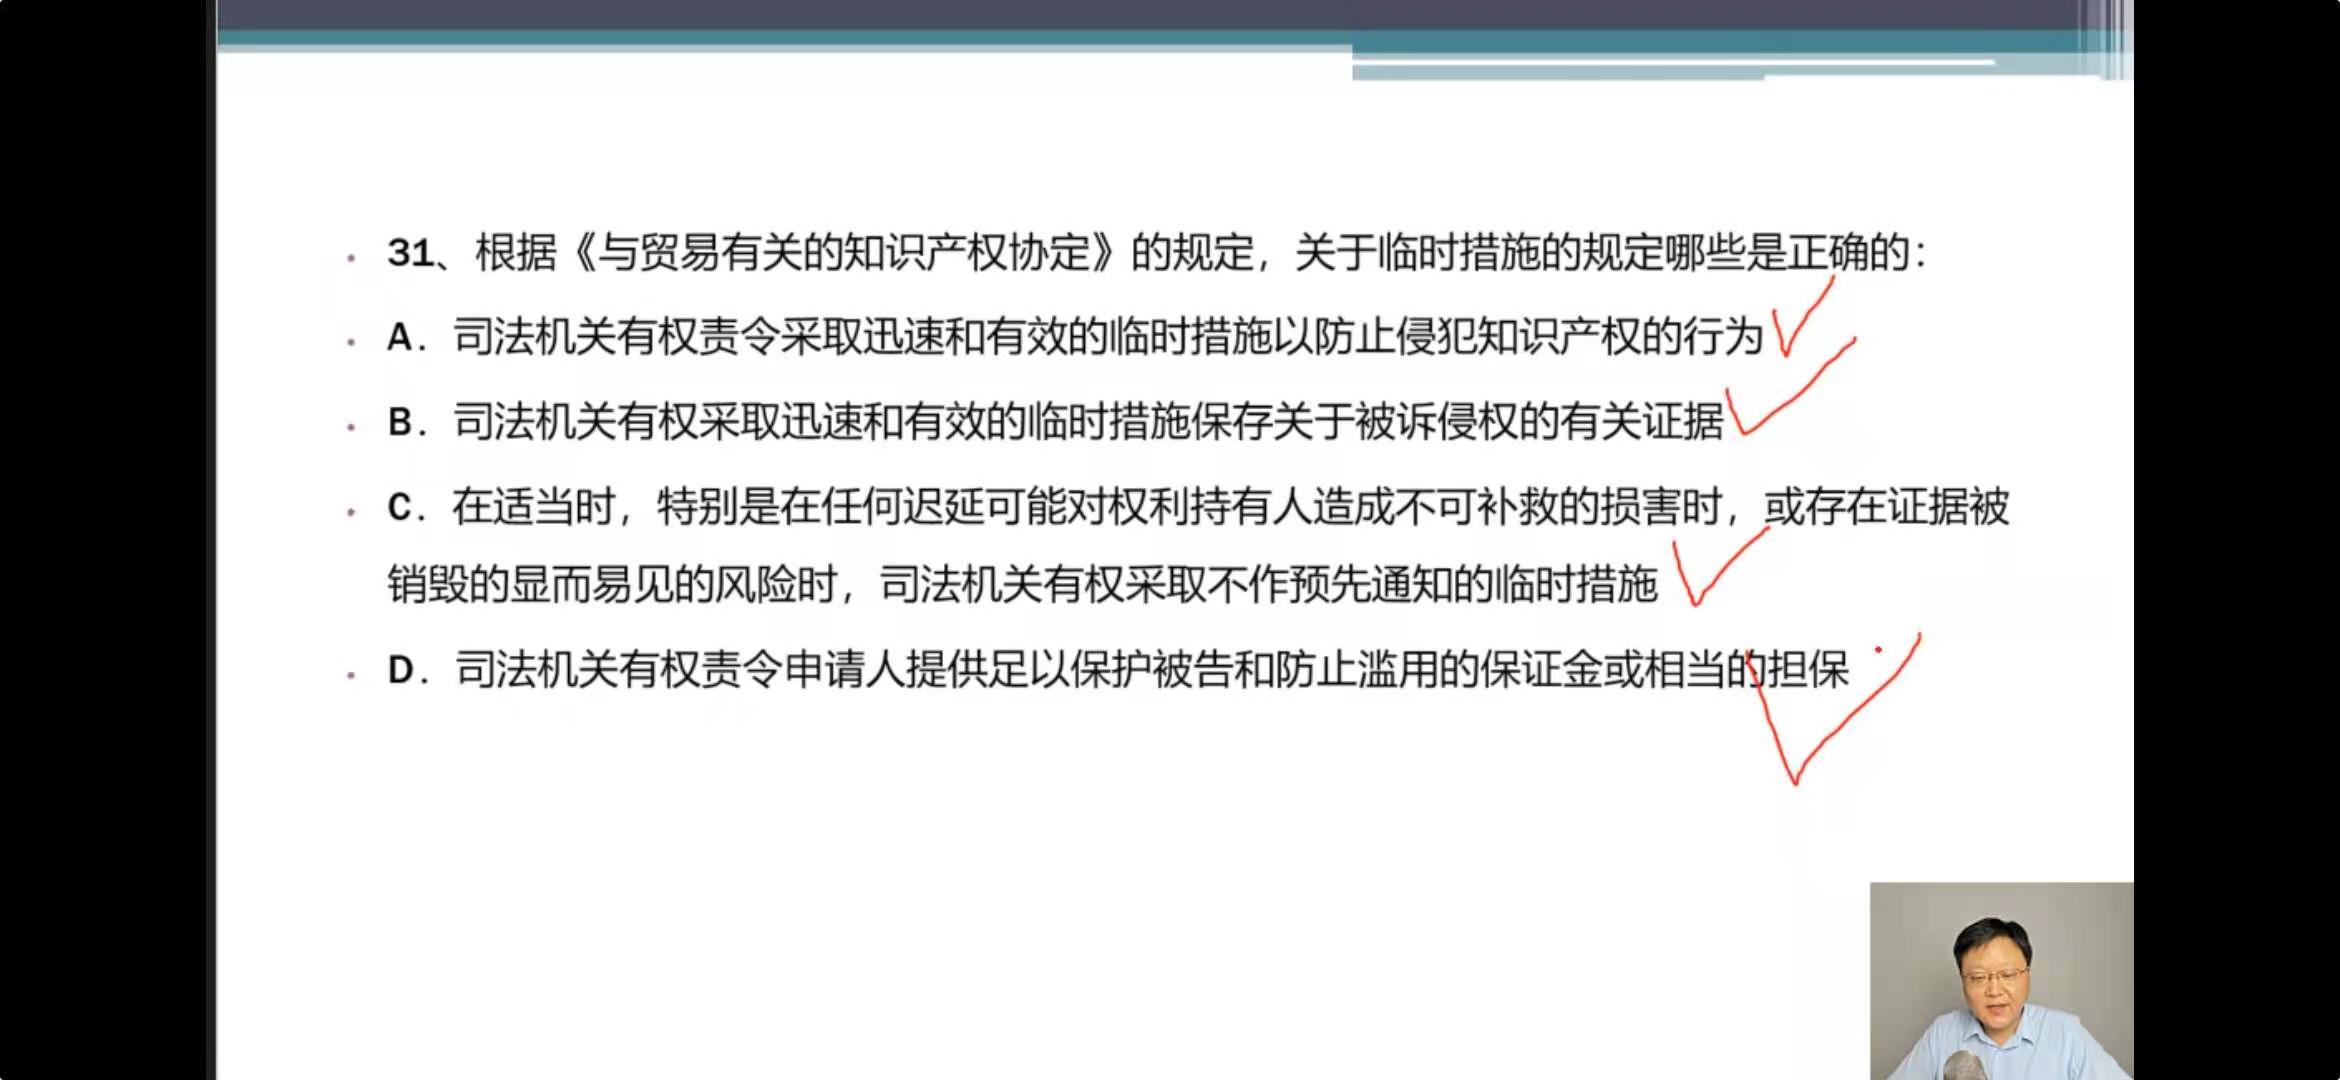 31、根据《与贸易有关的知识产权协定》的规定，关于临时措施的规定哪些是正确的：
A．司法机关有权责令采取迅速和有效的临时措施以防止侵犯知识产权的行为
B．司法机关有权采取迅速和有效的临时措施保存关于被诉侵权的有关证据
C．在适当时，特别是在任何迟延可能对权利持有人造成不可补救的损害时，或存在证据被
销毁的显而易见的风险时，司法机关有权采取不作预先通知的临时措施
D．司法机关有权责令申请人提供足以保护被告和防止滥用的保证金或相当的担保